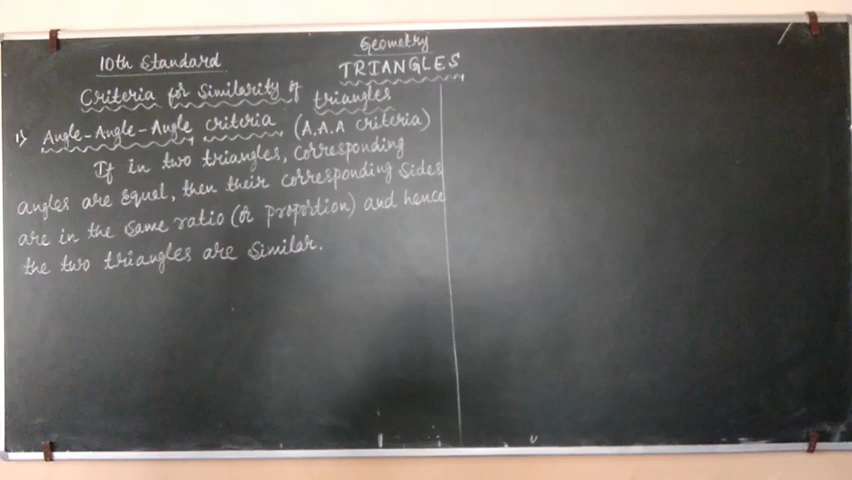 Geometry
10th Standard
TRIANGLES
Criteria for Similarity of triangles
1) Angle-Angle-Angle Criteria (A.A.A Criteria)
If in two triangles, Corresponding
angles are Equal, then their Corresponding Sides
are in the Same ratio (or proportion) and hence
the two triangles are Similar.